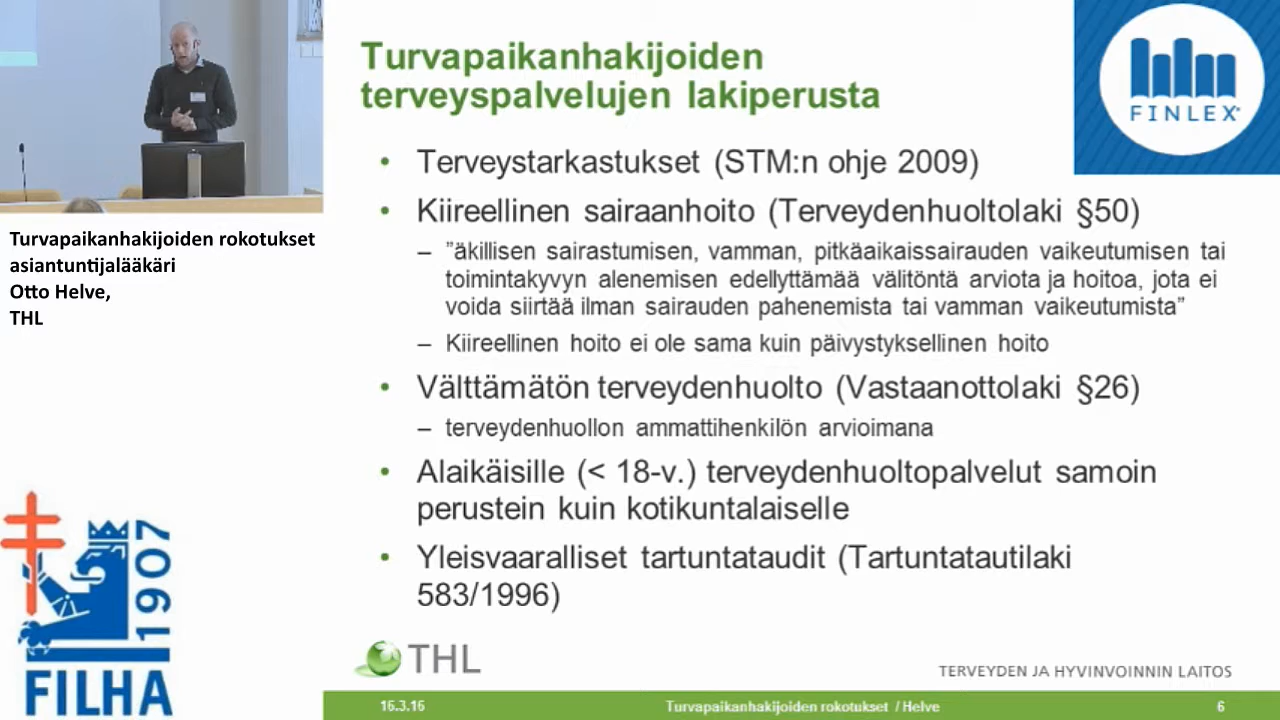 Turvapaikanhakijoiden
terveyspalvelujen lakiperusta
FINLEX
• Terveystarkastukset (STM:n ohje 2009)
• Kiireellinen sairaanhoito (Terveydenhuoltolaki §50)
– ”äkillisen sairastumisen, vamman, pitkäaikaissairauden vaikeutumisen tai
toimintakyvyn alenemisen edellyttämää välitöntä arviota ja hoitoa, jota ei
voida siirtää ilman sairauden pahenemista tai vamman vaikeutumista”
– Kiireellinen hoito ei ole sama kuin päivystyksellinen hoito
• Välttämätön terveydenhuolto (Vastaanottolaki §26)
– terveydenhuollon ammattihenkilön arvioimana
• Alaikäisille (< 18-v.) terveydenhuoltopalvelut samoin
perustein kuin kotikuntalaiselle
• Yleisvaaralliset tartuntataudit (Tartuntatautilaki
583/1996)
THL
TERVEYDEN JA HYVINVOINNIN LAITOS
16.3.16
Turvapaikanhakijoiden rokotukset / Helve
6
Turvapaikanhakijoiden rokotukset
asiantuntijalääkäri
Otto Helve,
THL
1907
FILHA